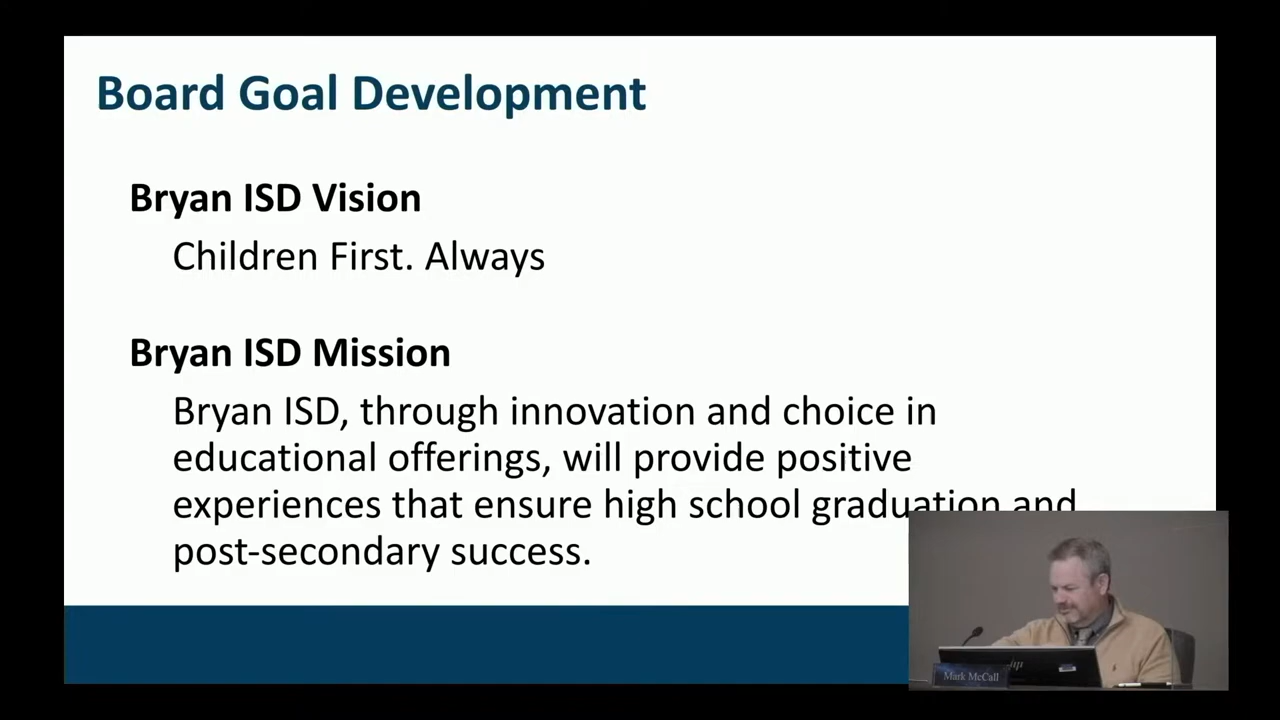 Board Goal Development
Bryan ISD Vision
Children First. Always
Bryan ISD Mission
Bryan ISD, through innovation and choice in
educational offerings, will provide positive
experiences that ensure high school graduation and
post-secondary success.
hp
Mark McCall